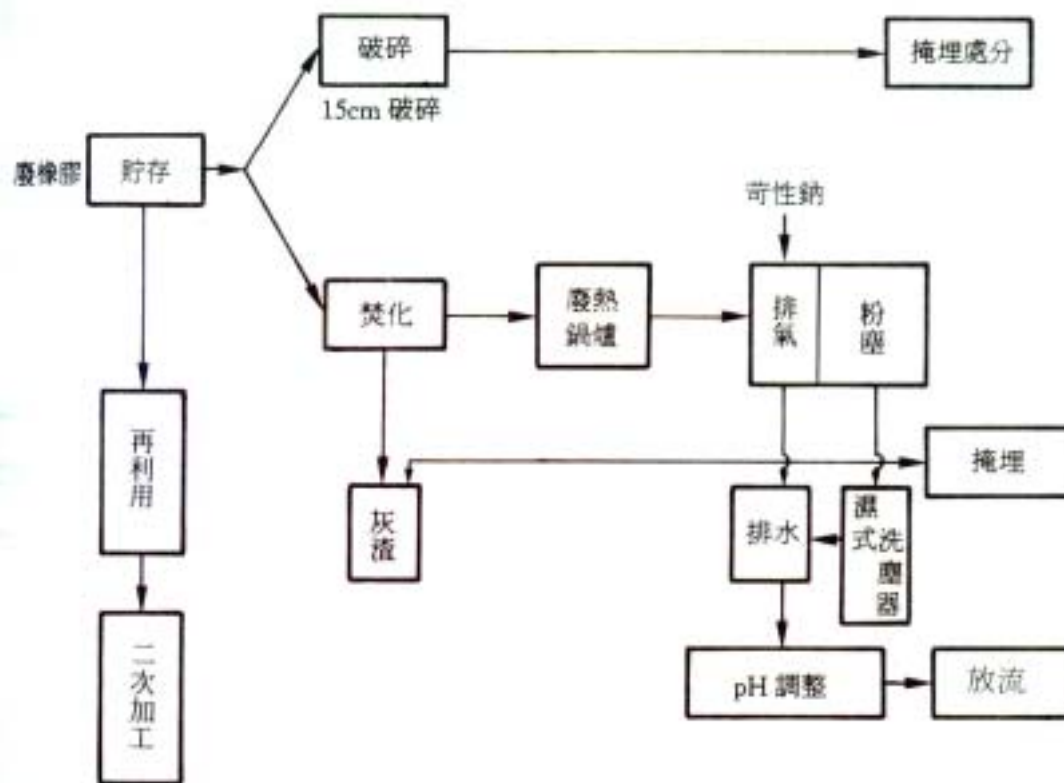 破碎
掩埋處分
15cm 破碎
廢橡膠
貯存
苛性鈉
焚化
廢熱
鍋爐
排氣
粉塵
再利用
掩埋
灰渣
排水
濕式洗塵器
二次加工
pH 調整
放流